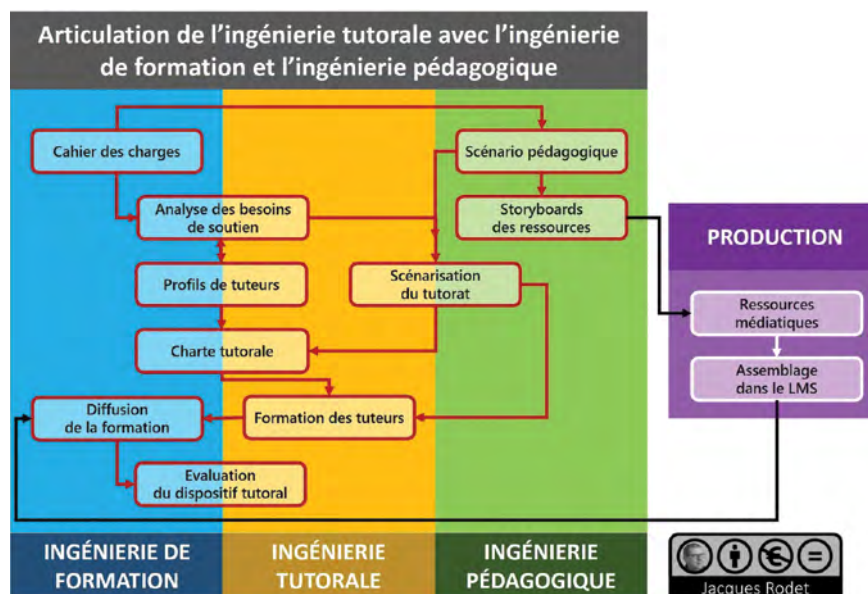 Articulation de l'ingénierie tutorale avec l'ingénierie
de formation et l'ingénierie pédagogique
Cahier des charges
Scénario pédagogique
Analyse des besoins
de soutien
Storyboards
des ressources
PRODUCTION
Profils de tuteurs
Scénarisation
du tutorat
Ressources
médiatiques
Charte tutorale
Assemblage
dans le LMS
Diffusion
de la formation
Formation des tuteurs
Evaluation
du dispositif tutoral
INGÉNIERIE DE
FORMATION
INGÉNIERIE
TUTORALE
INGÉNIERIE
PÉDAGOGIQUE
Jacques Rodet